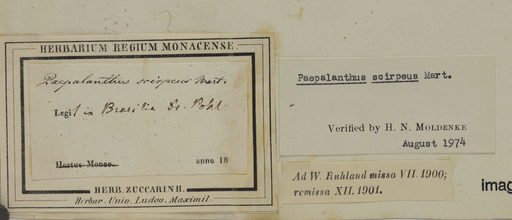 HERBARIUM REGIUM MONACENSE
Paepalanthus scirpeus Mart.
Legit in Brasilia Dr. Pohl
Hortus Monac. anno 18
HERB. ZUCCARINII.
Herbar. Univ. Ludov. Maximil.
Paepalanthus scirpeus Mart.
Verified by H. N. MOLDENKE
August 1974
Ad W. Ruhland missa VII. 1900;
remissa XII. 1901.
imag